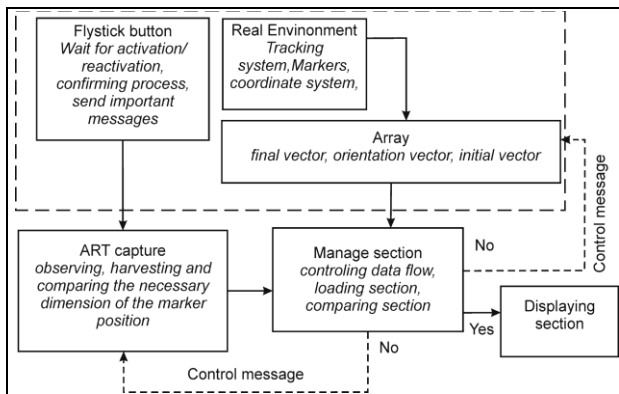 Flystick button
Wait for activation/
reactivation,
confirming process,
send important
messages
Real Environment
Tracking
system,Markers,
coordinate system,
Array
final vector, orientation vector, initial vector
ART capture
observing, harvesting and
comparing the necessary
dimension of the marker
position
Manage section
controling data flow,
loading section,
comparing section
No
Control message
Yes
Displaying
section
No
Control message